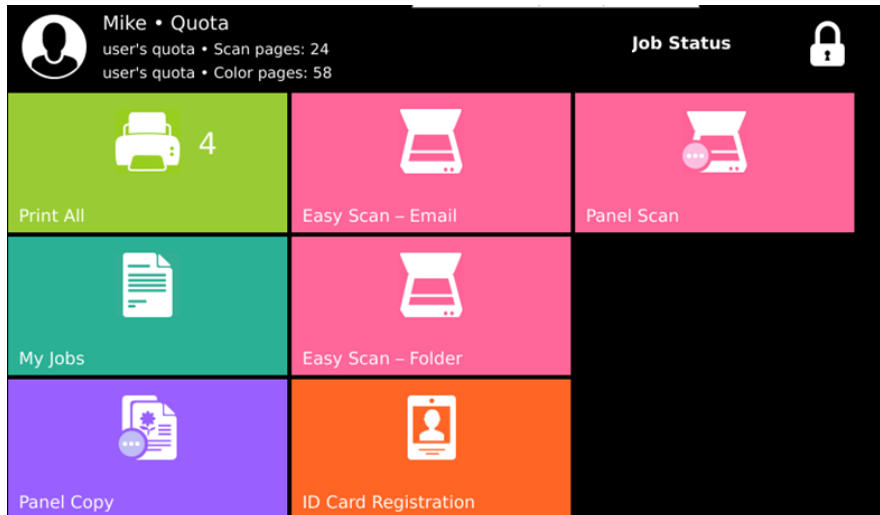 Mike • Quota
user's quota • Scan pages: 24
user's quota • Color pages: 58
Job Status
4
Print All
Easy Scan – Email
Panel Scan
My Jobs
Easy Scan – Folder
Panel Copy
ID Card Registration